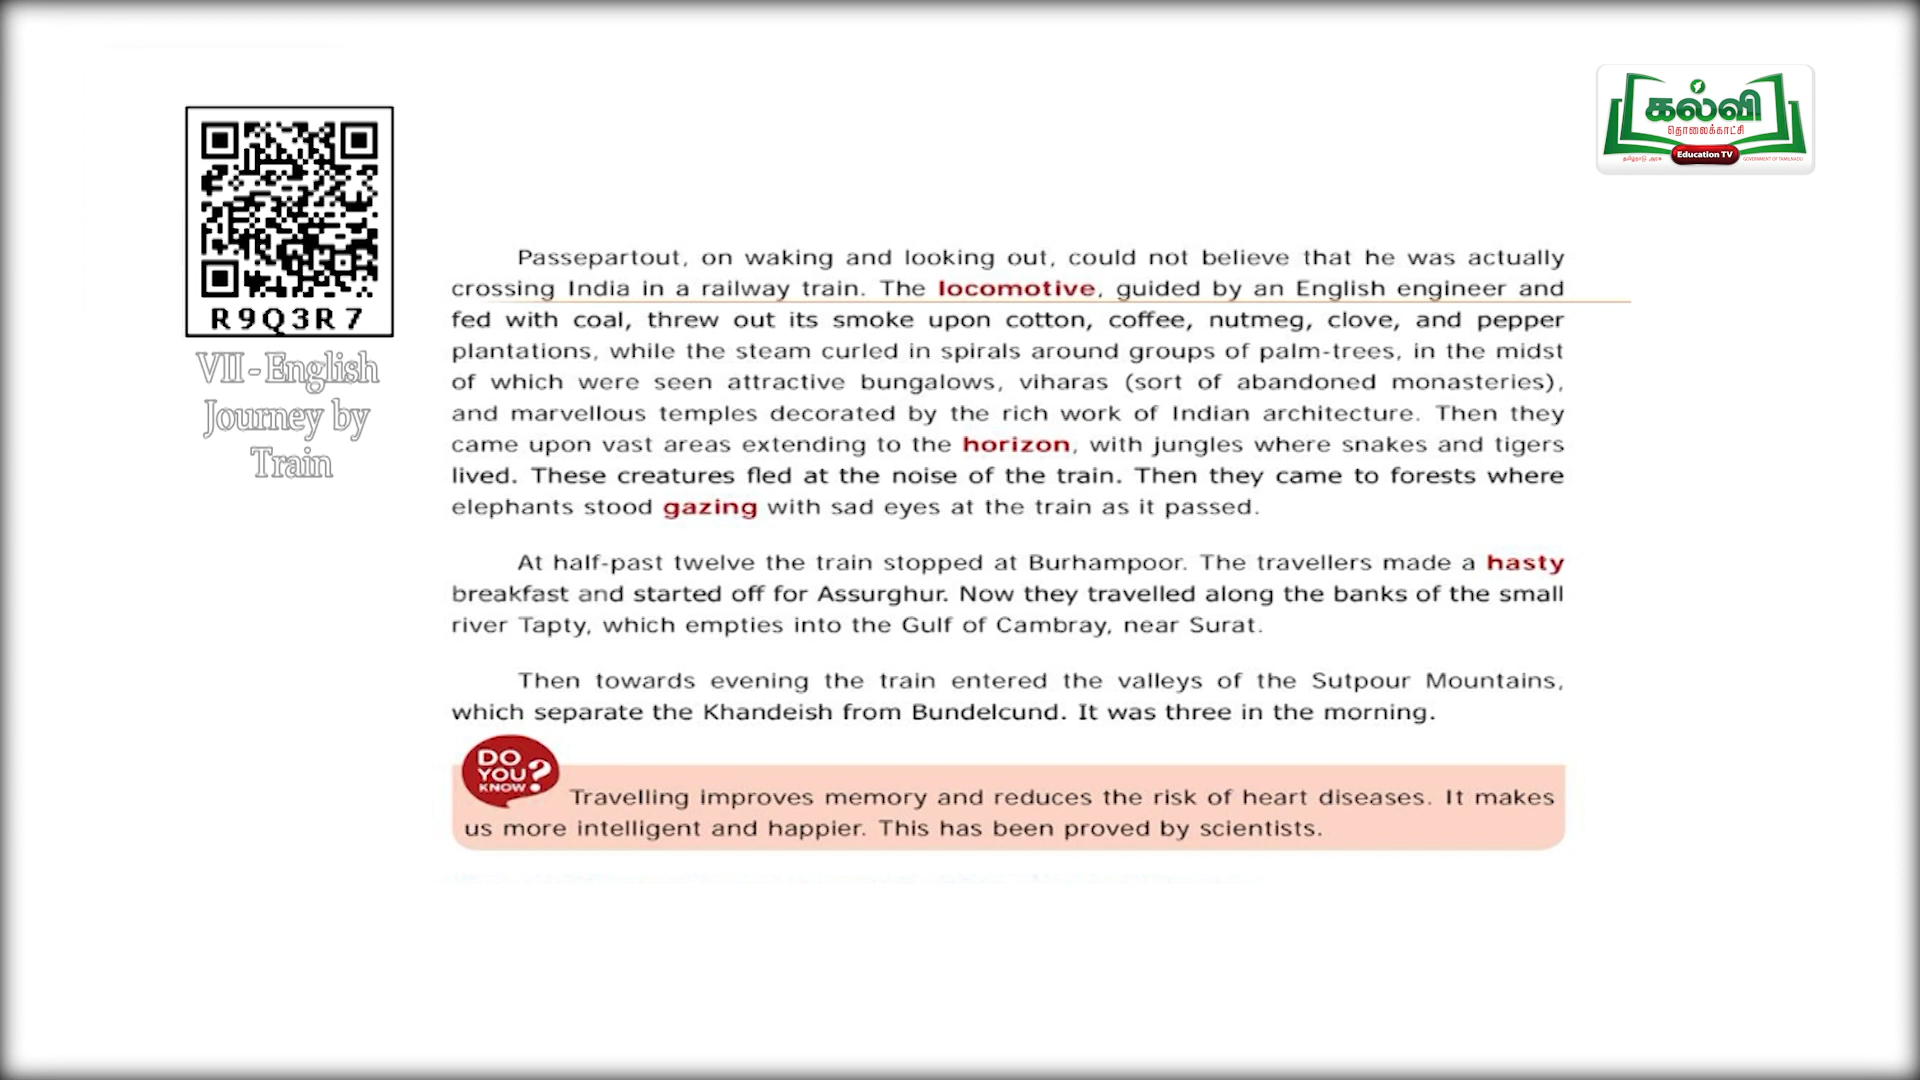 கல்வி
தொலைக்காட்சி
தமிழ்நாடு அரசு
Education TV
GOVERNMENT OF TAMILNADU
R9Q3R7
VII-English
Journey by
Train
Passepartout, on waking and looking out, could not believe that he was actually
crossing India in a railway train. The locomotive, guided by an English engineer and
fed with coal, threw out its smoke upon cotton, coffee, nutmeg, clove, and pepper
plantations, while the steam curled in spirals around groups of palm-trees, in the midst
of which were seen attractive bungalows, viharas (sort of abandoned monasteries),
and marvellous temples decorated by the rich work of Indian architecture. Then they
came upon vast areas extending to the horizon, with jungles where snakes and tigers
lived. These creatures fled at the noise of the train. Then they came to forests where
elephants stood gazing with sad eyes at the train as it passed.
At half-past twelve the train stopped at Burhampoor. The travellers made a hasty
breakfast and started off for Assurghur. Now they travelled along the banks of the small
river Tapty, which empties into the Gulf of Cambray, near Surat.
Then towards evening the train entered the valleys of the Sutpour Mountains,
which separate the Khandeish from Bundelcund. It was three in the morning.
DO
YOU?
KNOW
Travelling improves memory and reduces the risk of heart diseases. It makes
us more intelligent and happier. This has been proved by scientists.